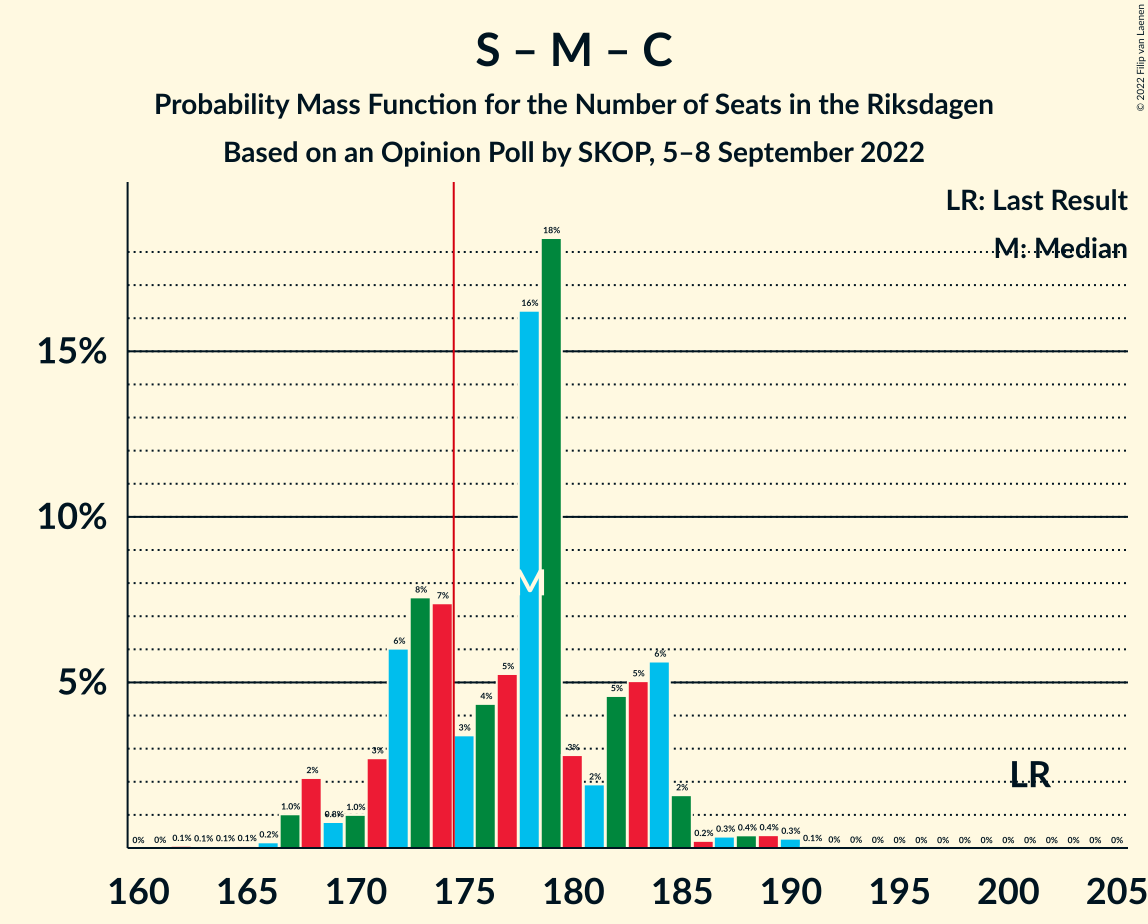 S – M – C
Probability Mass Function for the Number of Seats in the Riksdagen
Based on an Opinion Poll by SKOP, 5–8 September 2022
© 2022 Filip van Laenen
LR: Last Result
M: Median
15%
10%
5%
0% 0% 0.1% 0.1% 0.1% 0.1% 0.2% 1.0% 2% 0.8% 1.0% 3% 6% 8% 7% 3% 4% 5% 16% 18% 3% 2% 5% 5% 6% 2% 0.2% 0.3% 0.4% 0.4% 0.3% 0.1% 0% 0% 0% 0% 0% 0% 0% 0% 0% 0% 0% 0% 0% 0%
M
LR
160 165 170 175 180 185 190 195 200 205